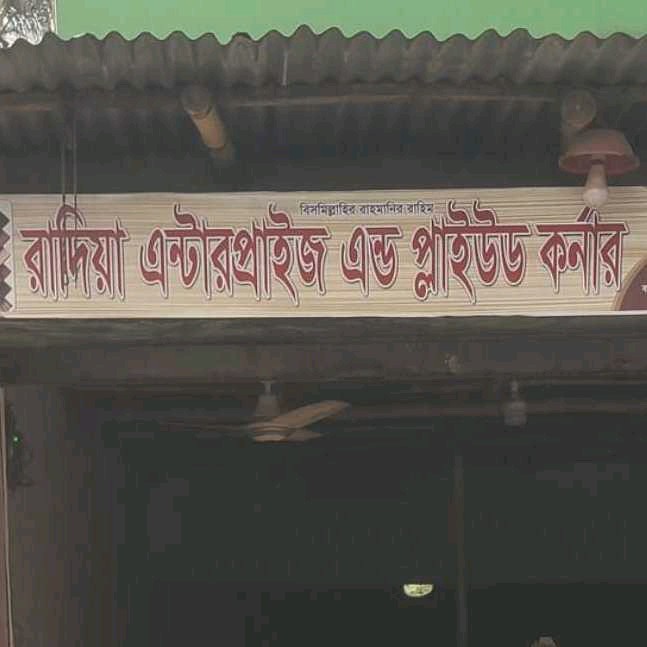 বিসমিল্লাহির রাহমানির রাহিম
রাদিয়া এন্টারপ্রাইজ এন্ড প্লাইউড কর্নার